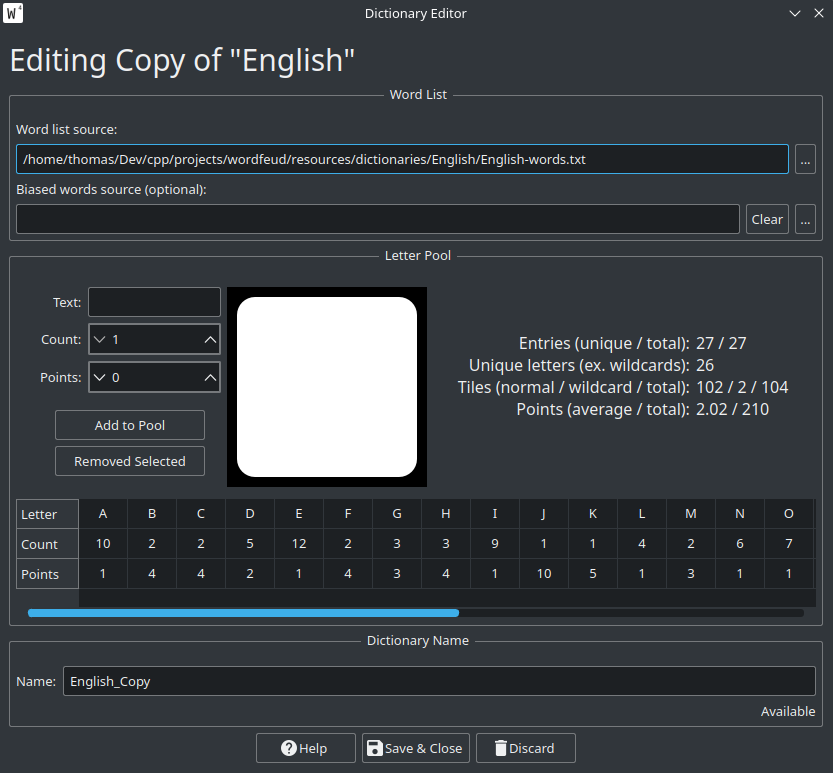 W4
Dictionary Editor
Editing Copy of "English"
Word List
Word list source:
/home/thomas/Dev/cpp/projects/wordfeud/resources/dictionaries/English/English-words.txt ...
Biased words source (optional):
Clear ...
Letter Pool
Text:
Count: 1
Points: 0
Add to Pool
Removed Selected
Entries (unique / total): 27 / 27
Unique letters (ex. wildcards): 26
Tiles (normal / wildcard / total): 102 / 2 / 104
Points (average / total): 2.02 / 210
Letter A B C D E F G H I J K L M N O
Count 10 2 2 5 12 2 3 3 9 1 1 4 2 6 7
Points 1 4 4 2 1 4 3 4 1 10 5 1 3 1 1
Dictionary Name
Name: English_Copy
Available
Help Save & Close Discard